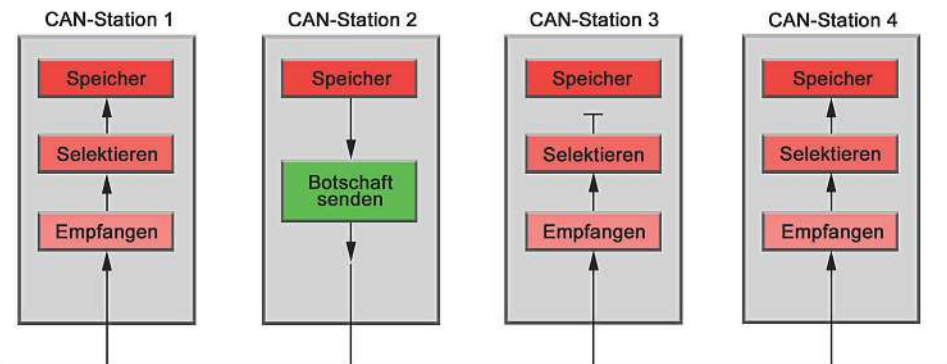 CAN-Station 1
Speicher
Selektieren
Empfangen
CAN-Station 2
Speicher
Botschaft
senden
CAN-Station 3
Speicher
Selektieren
Empfangen
CAN-Station 4
Speicher
Selektieren
Empfangen